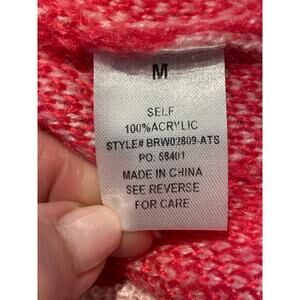 M
SELF
100% ACRYLIC
STYLE# BRW02809-ATS
PO. 58401
MADE IN CHINA
SEE REVERSE
FOR CARE